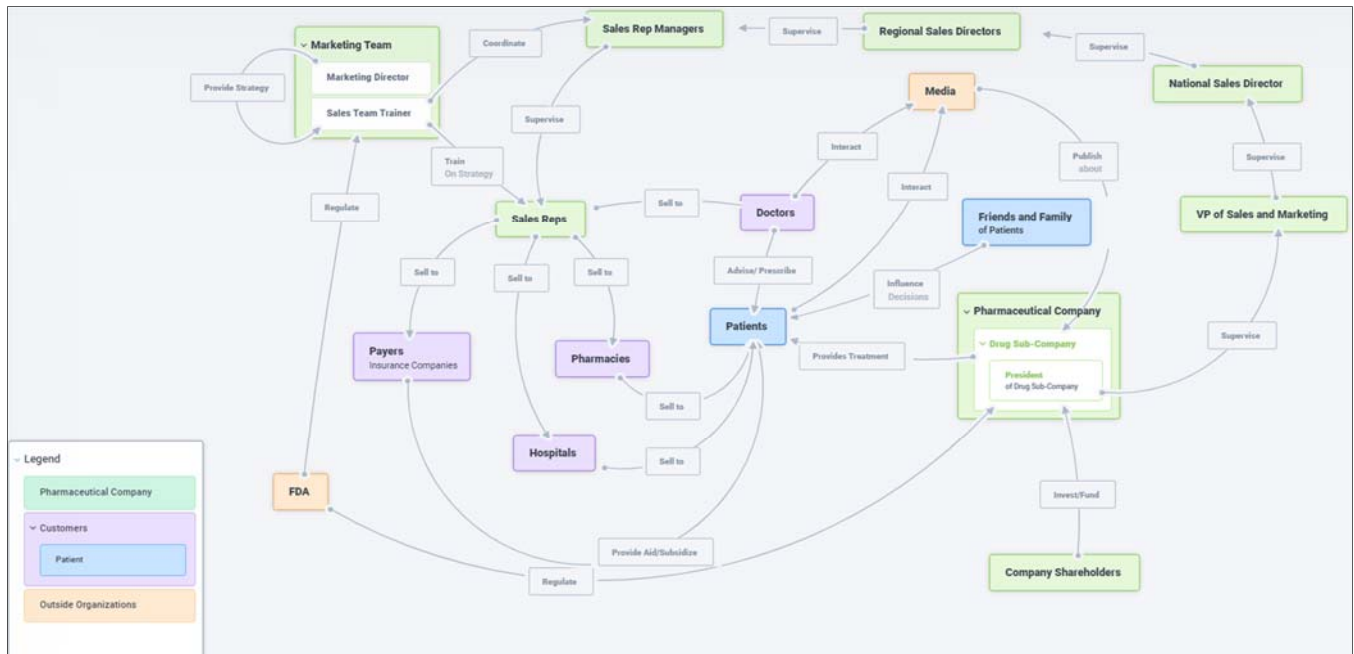 Sales Rep Managers
Regional Sales Directors
Supervise
Supervise
Coordinate
Marketing Team
Marketing Director
Sales Team Trainer
Provide Strategy
National Sales Director
Media
Supervise
Interact
Publish
about
Supervise
Train
On Strategy
Interact
Regulate
Sell to
Sales Reps
Doctors
Friends and Family
of Patients
VP of Sales and Marketing
Sell to
Sell to
Sell to
Advise/ Prescribe
Influence
Decisions
Pharmaceutical Company
Patients
Supervise
Drug Sub-Company
Payers
Insurance Companies
Pharmacies
Provides Treatment
President
of Drug Sub-Company
Sell to
Hospitals
Sell to
Legend
Pharmaceutical Company
Customers
Patient
Outside Organizations
FDA
Invest/Fund
Provide Aid/Subsidize
Regulate
Company Shareholders